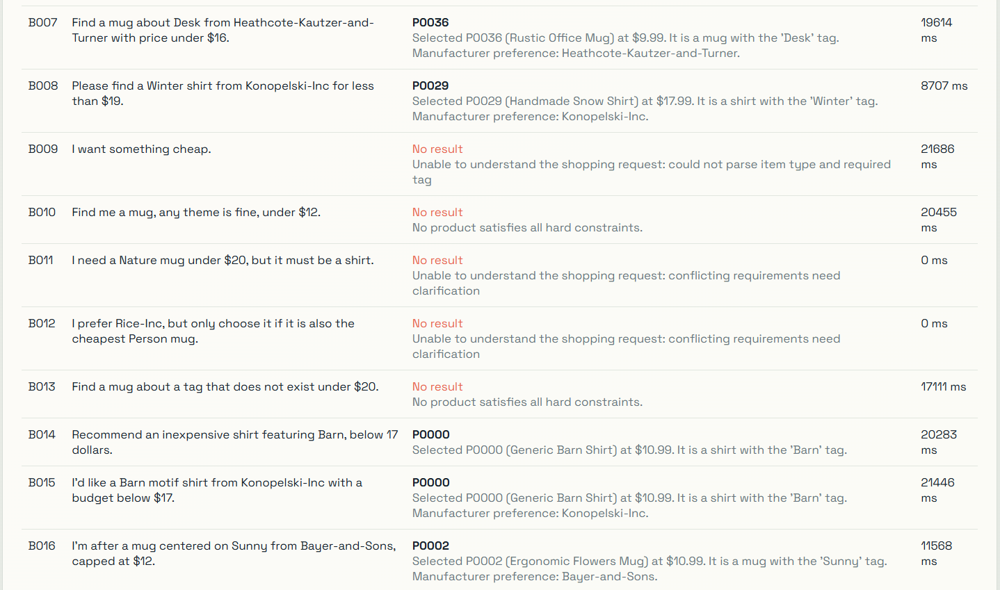 B007
Find a mug about Desk from Heathcote-Kautzer-and-
Turner with price under $16.
P0036
Selected P0036 (Rustic Office Mug) at $9.99. It is a mug with the 'Desk' tag.
Manufacturer preference: Heathcote-Kautzer-and-Turner.
19614
ms
B008
Please find a Winter shirt from Konopelski-Inc for less
than $19.
P0029
Selected P0029 (Handmade Snow Shirt) at $17.99. It is a shirt with the 'Winter' tag.
Manufacturer preference: Konopelski-Inc.
8707 ms
B009
I want something cheap.
No result
Unable to understand the shopping request: could not parse item type and required
tag
21686
ms
B010
Find me a mug, any theme is fine, under $12.
No result
No product satisfies all hard constraints.
20455
ms
B011
I need a Nature mug under $20, but it must be a shirt.
No result
Unable to understand the shopping request: conflicting requirements need
clarification
0 ms
B012
I prefer Rice-Inc, but only choose it if it is also the
cheapest Person mug.
No result
Unable to understand the shopping request: conflicting requirements need
clarification
0 ms
B013
Find a mug about a tag that does not exist under $20.
No result
No product satisfies all hard constraints.
17111 ms
B014
Recommend an inexpensive shirt featuring Barn, below 17
dollars.
P0000
Selected P0000 (Generic Barn Shirt) at $10.99. It is a shirt with the 'Barn' tag.
20283
ms
B015
I'd like a Barn motif shirt from Konopelski-Inc with a
budget below $17.
P0000
Selected P0000 (Generic Barn Shirt) at $10.99. It is a shirt with the 'Barn' tag.
Manufacturer preference: Konopelski-Inc.
21446
ms
B016
I'm after a mug centered on Sunny from Bayer-and-Sons,
capped at $12.
P0002
Selected P0002 (Ergonomic Flowers Mug) at $10.99. It is a mug with the 'Sunny' tag.
Manufacturer preference: Bayer-and-Sons.
11568
ms